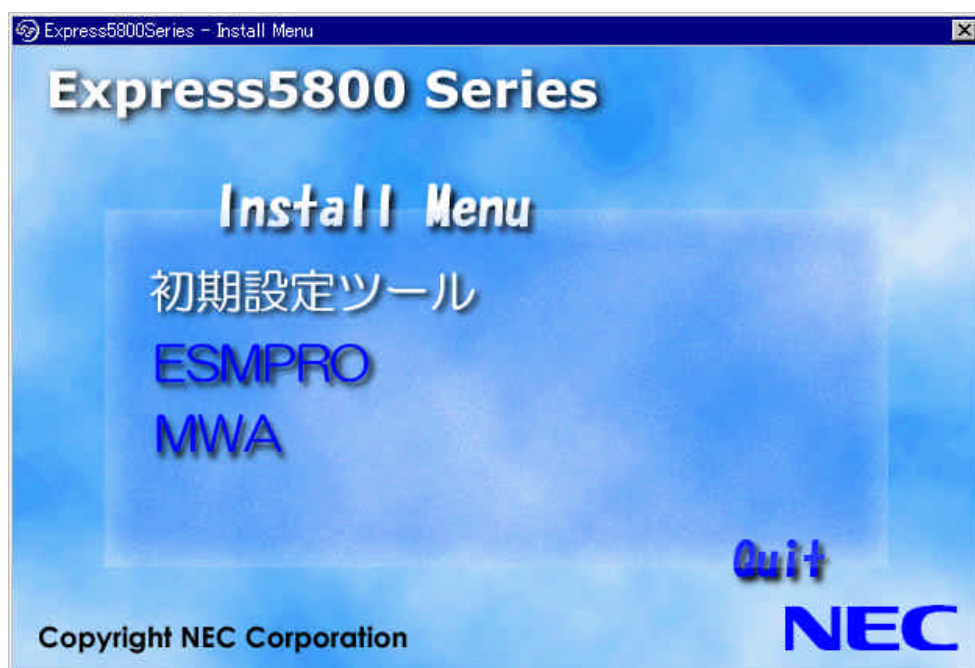 Express5800Series - Install Menu
Express5800 Series
Install Menu
初期設定ツール
ESMPRO
MWA
Quit
Copyright NEC Corporation
NEC